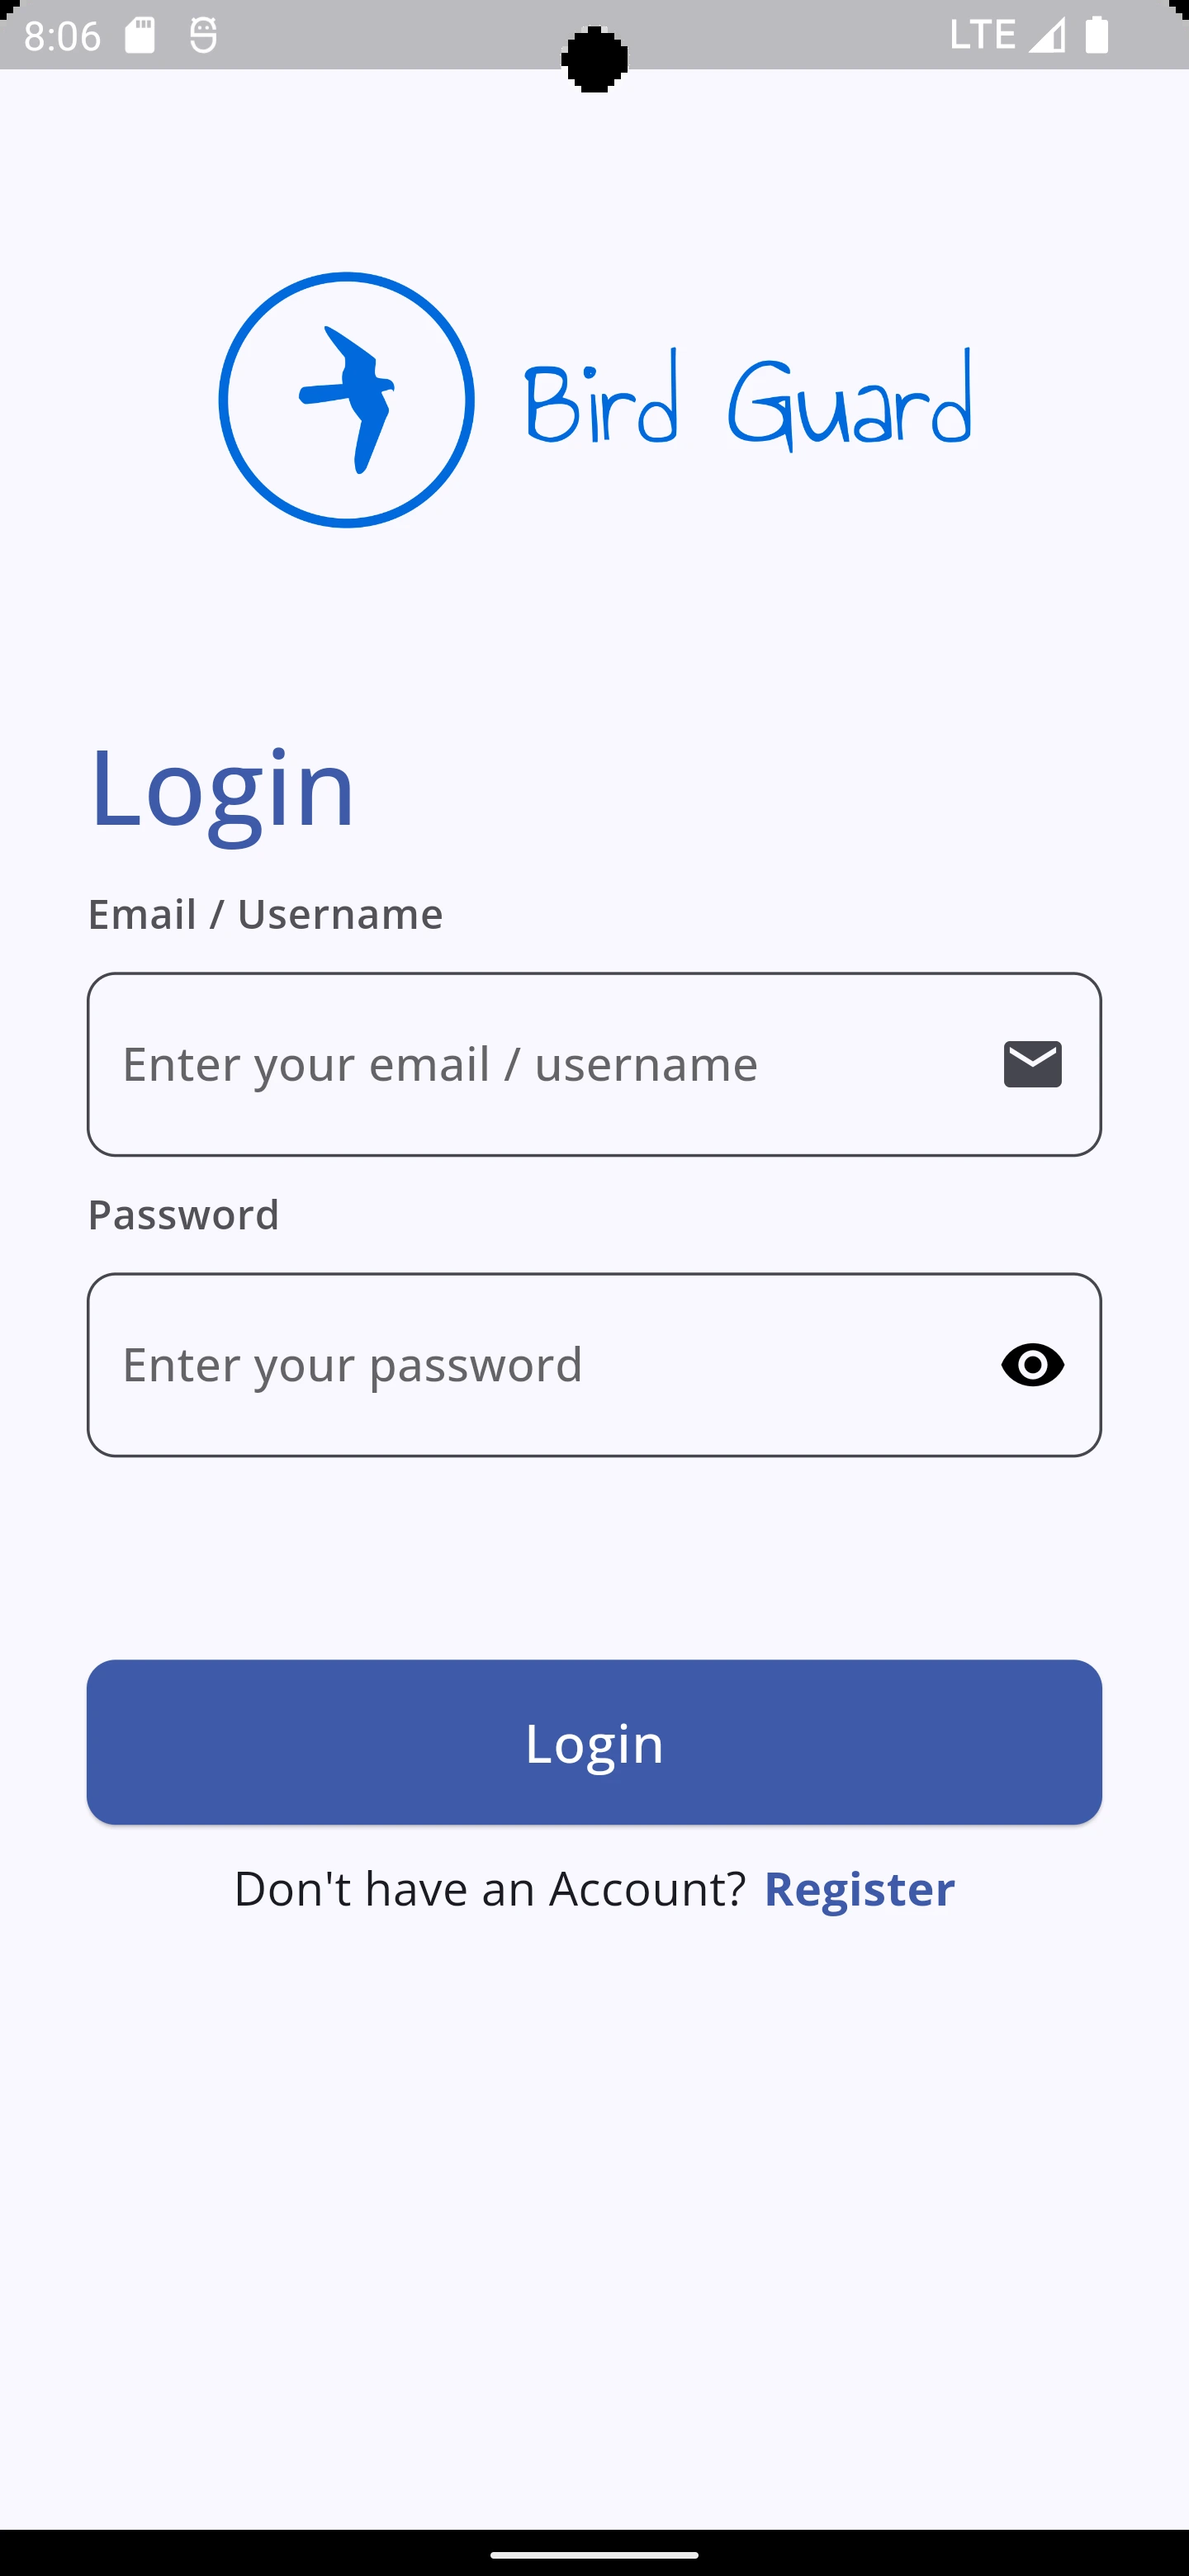 8:06 LTE
Bird Guard
Login
Email / Username
Enter your email / username
Password
Enter your password
Login
Don't have an Account? Register